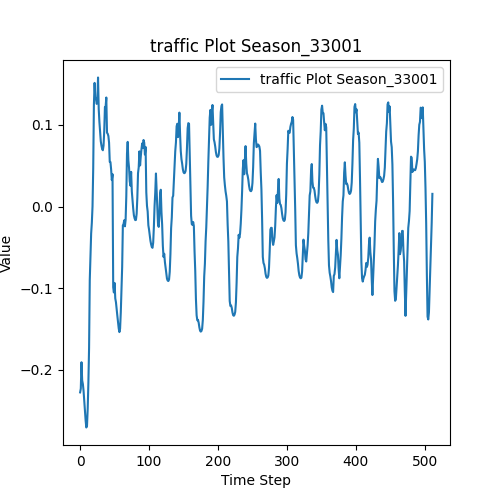 traffic Plot Season_33001
traffic Plot Season_33001
Value
0.1
0.0
−0.1
−0.2
0 100 200 300 400 500
Time Step